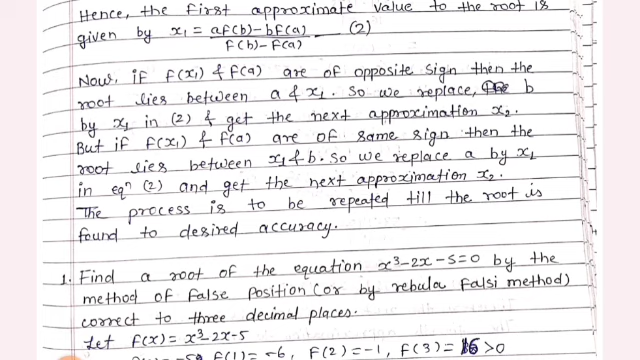 Hence, the first approximate value to the root is
given by x₁ = af(b)-bf(a) / f(b)-f(a) — (2)
Now, if f(x₁) & f(a) are of opposite sign then the
root lies between a & x₁. So we replace, b
by x₁ in (2) & get the next approximation x₂.
But if f(x₁) & f(a) are of same sign then the
root lies between x₁ & b. So we replace a by x₁
in eqⁿ (2) and get the next approximation x₂.
The process is to be repeated till the root is
found to desired accuracy.
1. Find a root of the equation x³-2x-5=0 by the
method of false position (or by rebula falsi method)
correct to three decimal places.
Let f(x) = x³-2x-5
f(1) = -6, f(2) = -1, f(3) = 16 >0